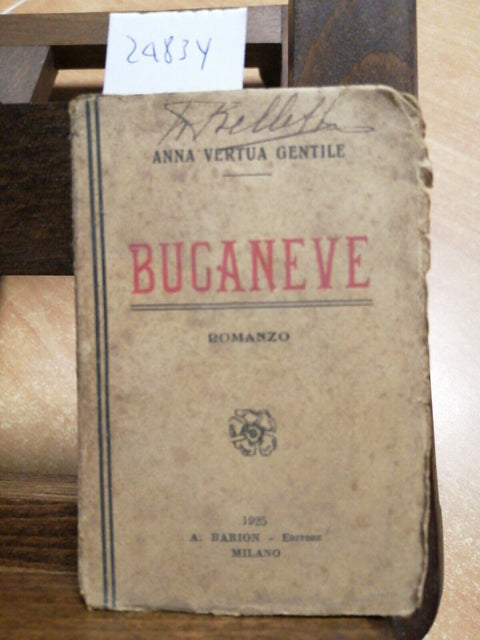 24834
ANNA VERTUA GENTILE
BUCANEVE
ROMANZO
1925
A. BARION - EDITORE
MILANO